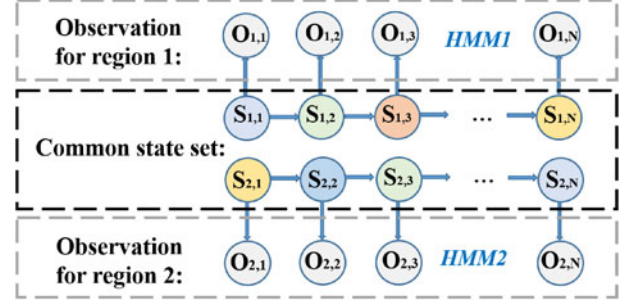 Observation for region 1:
O1,1 O1,2 O1,3 HMM1 O1,N
S1,1 S1,2 S1,3 ... S1,N
Common state set:
S2,1 S2,2 S2,3 ... S2,N
Observation for region 2:
O2,1 O2,2 O2,3 HMM2 O2,N